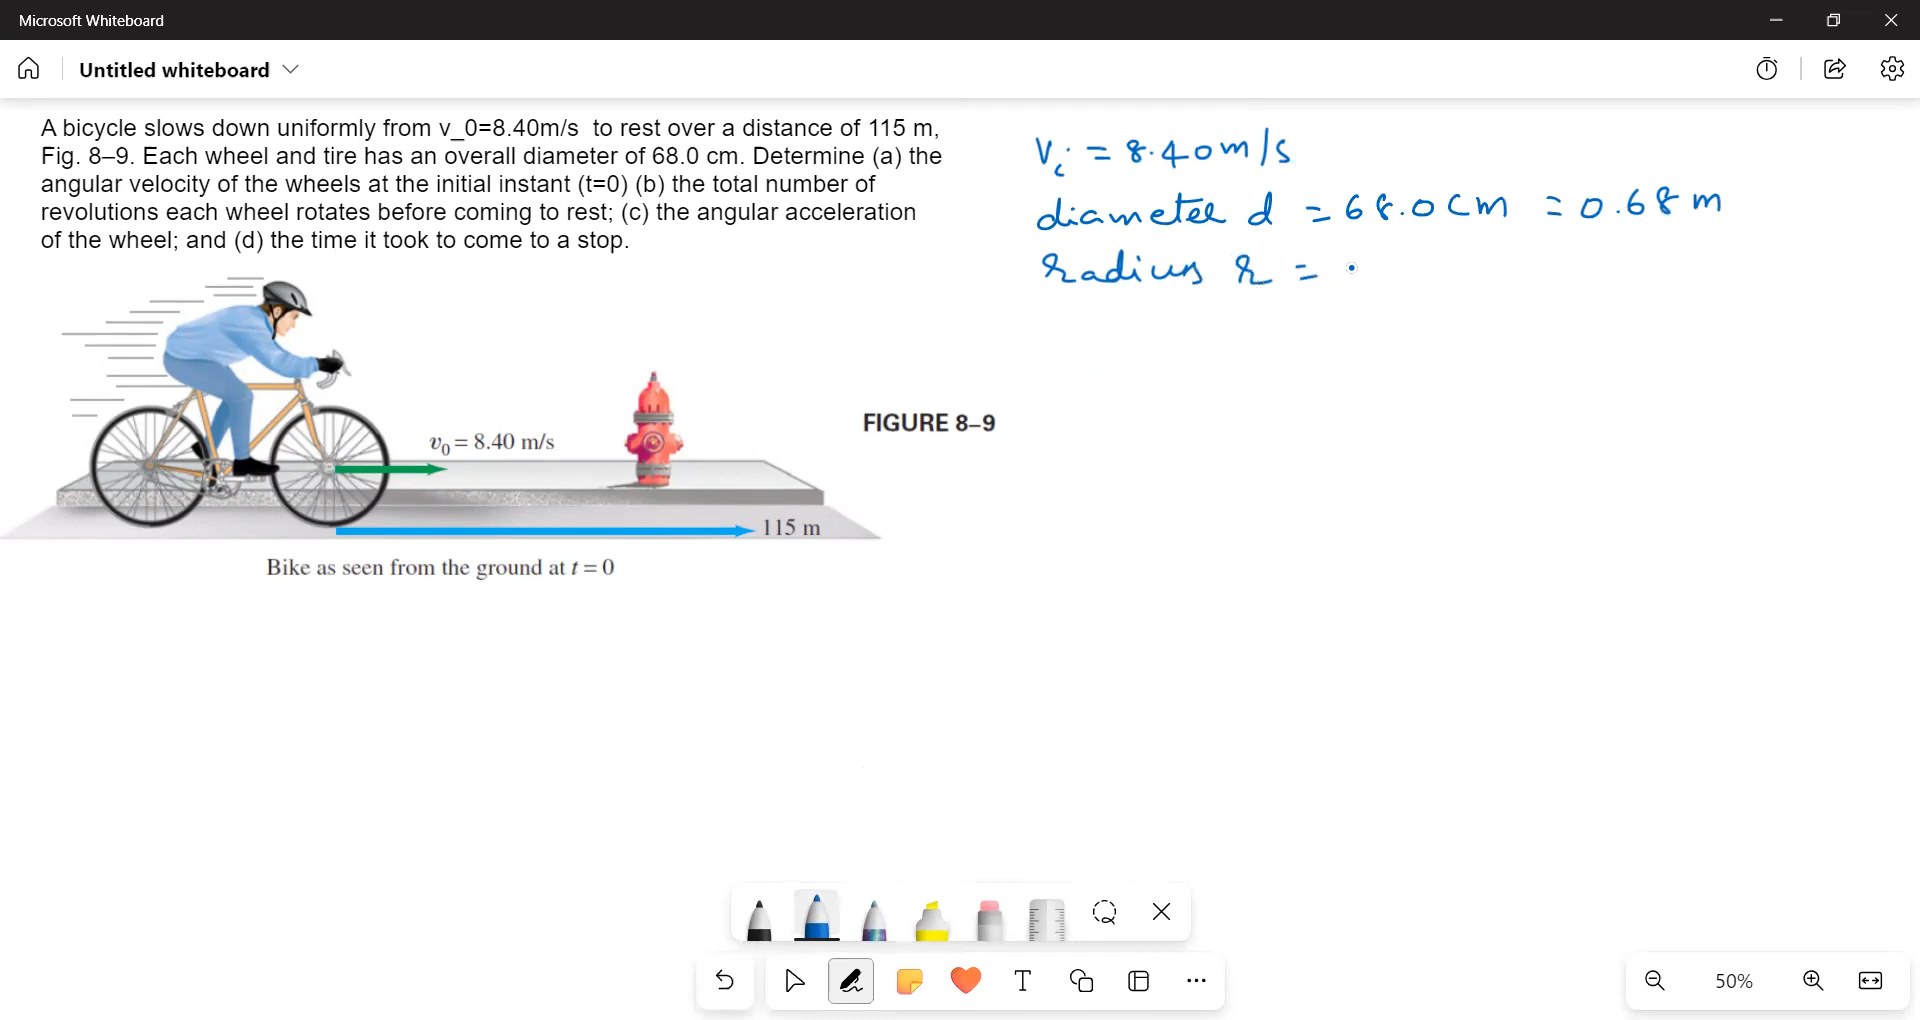 Microsoft Whiteboard
Untitled whiteboard
A bicycle slows down uniformly from v_0=8.40m/s to rest over a distance of 115 m,
Fig. 8–9. Each wheel and tire has an overall diameter of 68.0 cm. Determine (a) the
angular velocity of the wheels at the initial instant (t=0) (b) the total number of
revolutions each wheel rotates before coming to rest; (c) the angular acceleration
of the wheel; and (d) the time it took to come to a stop.
v_i = 8.40 m/s
diameter d = 68.0 cm = 0.68 m
radius r =
FIGURE 8–9
v0 = 8.40 m/s
115 m
Bike as seen from the ground at t = 0
T
50%